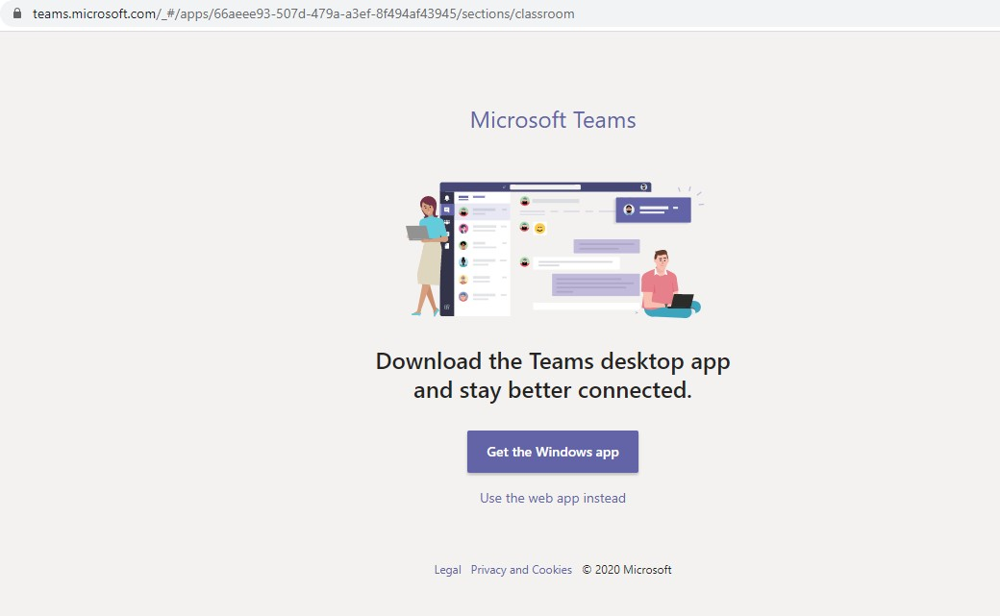 teams.microsoft.com/_#/apps/66aeee93-507d-479a-a3ef-8f494af43945/sections/classroom
Microsoft Teams
Download the Teams desktop app
and stay better connected.
Get the Windows app
Use the web app instead
Legal Privacy and Cookies © 2020 Microsoft